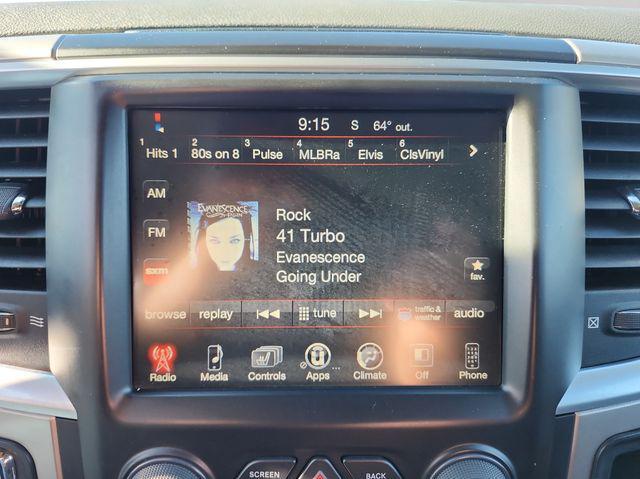 9:15 S 64° out.
1 Hits 1 2 80s on 8 3 Pulse 4 MLBRa 5 Elvis 6 ClsVinyl
AM
FM
sxm
EVANESCENCE
Rock
41 Turbo
Evanescence
Going Under
fav.
browse replay tune traffic & weather audio
Radio Media Controls Apps ... Climate Off Phone
SCREEN BACK